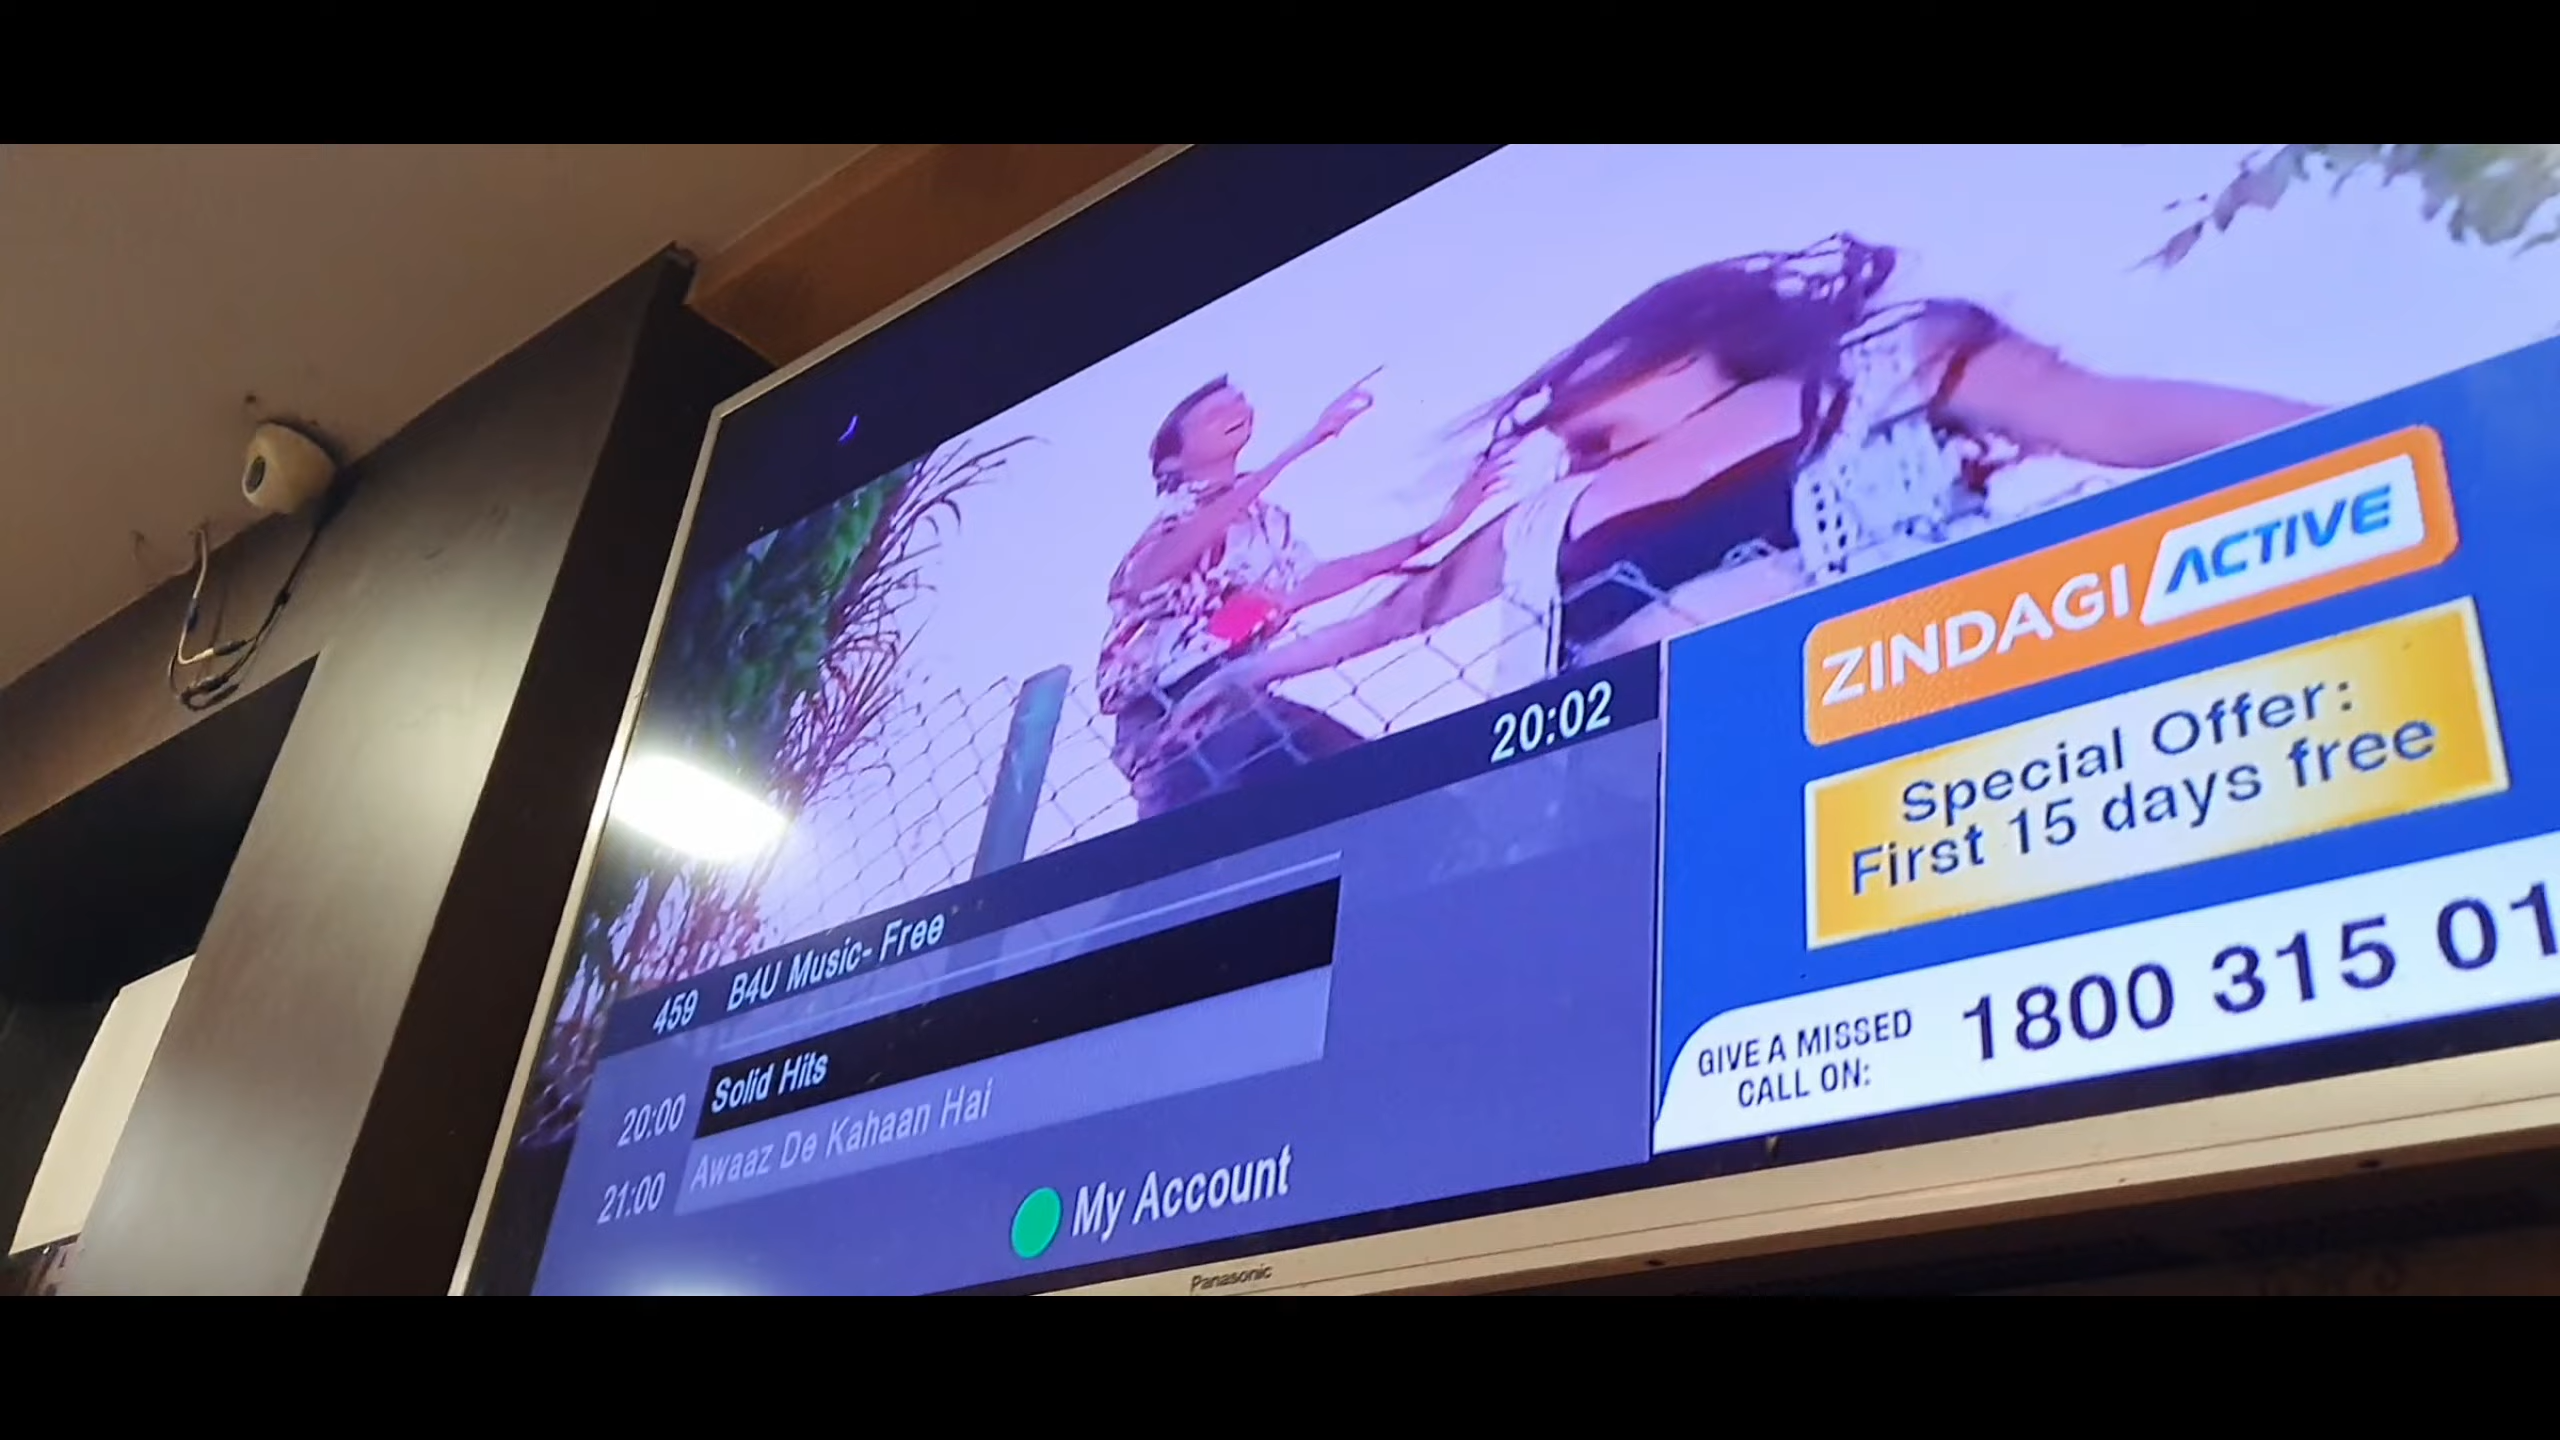 20:02
459 B4U Music- Free
20:00 Solid Hits
21:00 Awaaz De Kahaan Hai
My Account
ZINDAGI ACTIVE
Special Offer:
First 15 days free
GIVE A MISSED
CALL ON:
1800 315 01
Panasonic